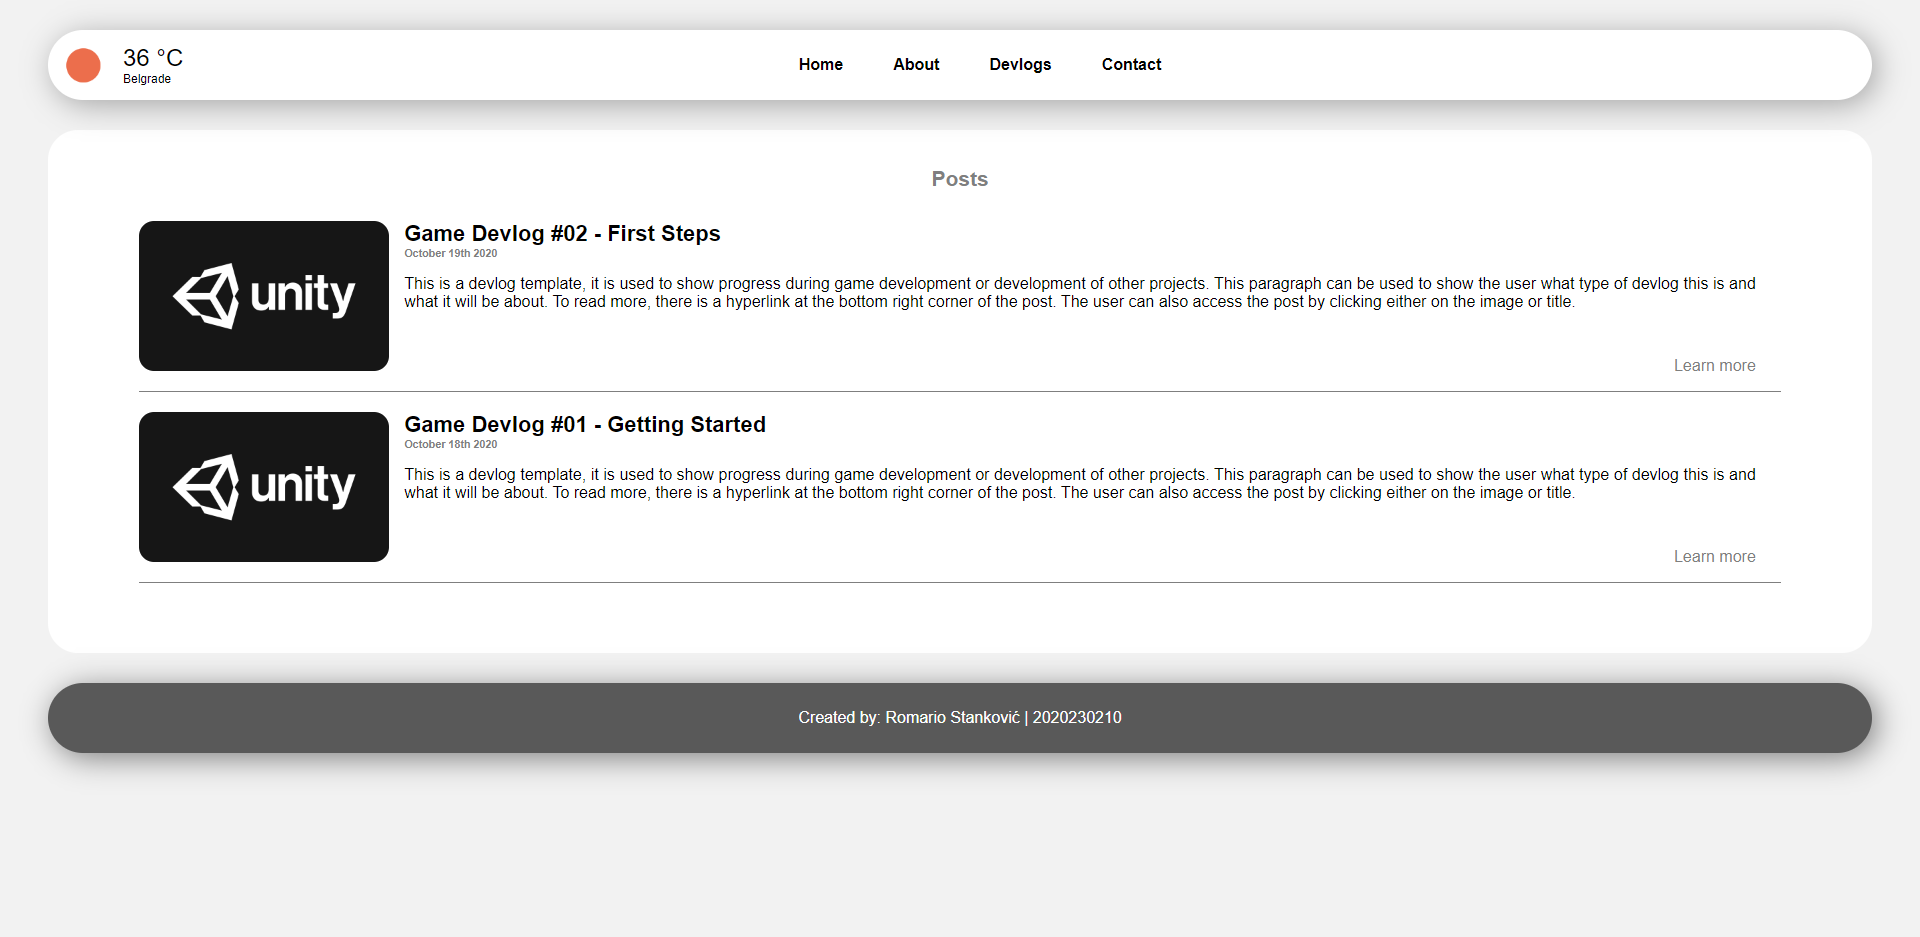 36 °C
Belgrade
Home About Devlogs Contact
Posts
unity
Game Devlog #02 - First Steps
October 19th 2020
This is a devlog template, it is used to show progress during game development or development of other projects. This paragraph can be used to show the user what type of devlog this is and
what it will be about. To read more, there is a hyperlink at the bottom right corner of the post. The user can also access the post by clicking either on the image or title.
Learn more
unity
Game Devlog #01 - Getting Started
October 18th 2020
This is a devlog template, it is used to show progress during game development or development of other projects. This paragraph can be used to show the user what type of devlog this is and
what it will be about. To read more, there is a hyperlink at the bottom right corner of the post. The user can also access the post by clicking either on the image or title.
Learn more
Created by: Romario Stanković | 2020230210